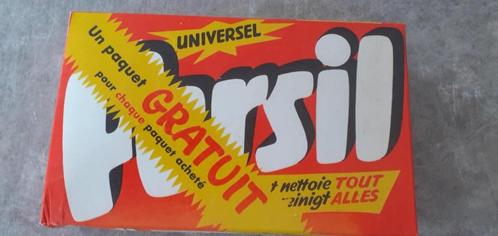 UNIVERSEL
Persil
Un paquet
GRATUIT
pour chaque paquet acheté
nettoie TOUT
ALLES